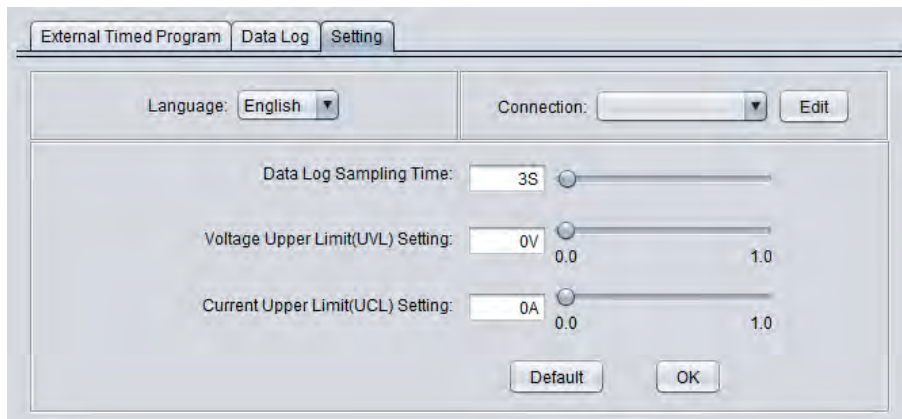 External Timed Program Data Log Setting
Language: English Connection: Edit
Data Log Sampling Time: 3S
Voltage Upper Limit(UVL) Setting: 0V
0.0 1.0
Current Upper Limit(UCL) Setting: 0A
0.0 1.0
Default OK